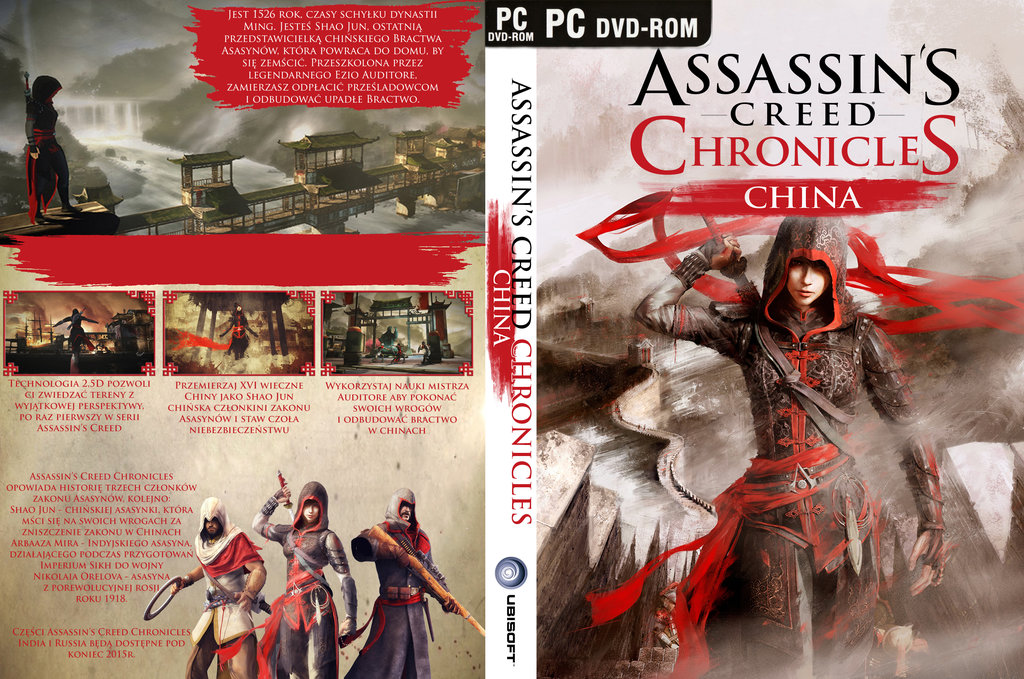 Jest 1526 rok, czasy schyłku dynastii
Ming. Jesteś Shao Jun, ostatnią
przedstawicielką chińskiego Bractwa
Asasynów, która powraca do domu, by
się zemścić. Przeszkolona przez
legendarnego Ezio Auditore,
zamierzasz odpłacić prześladowcom
i odbudować upadłe Bractwo.
Technologia 2.5D pozwoli
ci zwiedzać tereny z
wyjątkowej perspektywy,
po raz pierwszy w serii
Assassin's Creed
Przemierzaj XVI wieczne
Chiny jako Shao Jun
chińska członkini zakonu
Asasynów i staw czoła
niebezpieczeństwu
Wykorzystaj nauki mistrza
Auditore aby pokonać
swoich wrogów
i odbudować bractwo
w Chinach
Assassin's Creed Chronicles
opowiada historię trzech członków
zakonu Asasynów, kolejno:
Shao Jun - chińskiej asasynki, która
mści się na swoich wrogach za
zniszczenie zakonu w Chinach
Arbaaza Mira - Indyjskiego asasyna,
działającego podczas przygotowań
Imperium Sikh do wojny
Nikolaia Orelova - asasyna
z porewolucyjnej Rosji
roku 1918.
Części Assassin's Creed Chronicles
India i Russia będą dostępne pod
koniec 2015r.
PC
DVD-ROM
ASSASSIN'S CREED CHRONICLES
CHINA
UBISOFT
PC DVD-ROM
ASSASSIN'S
CREED
CHRONICLES
CHINA